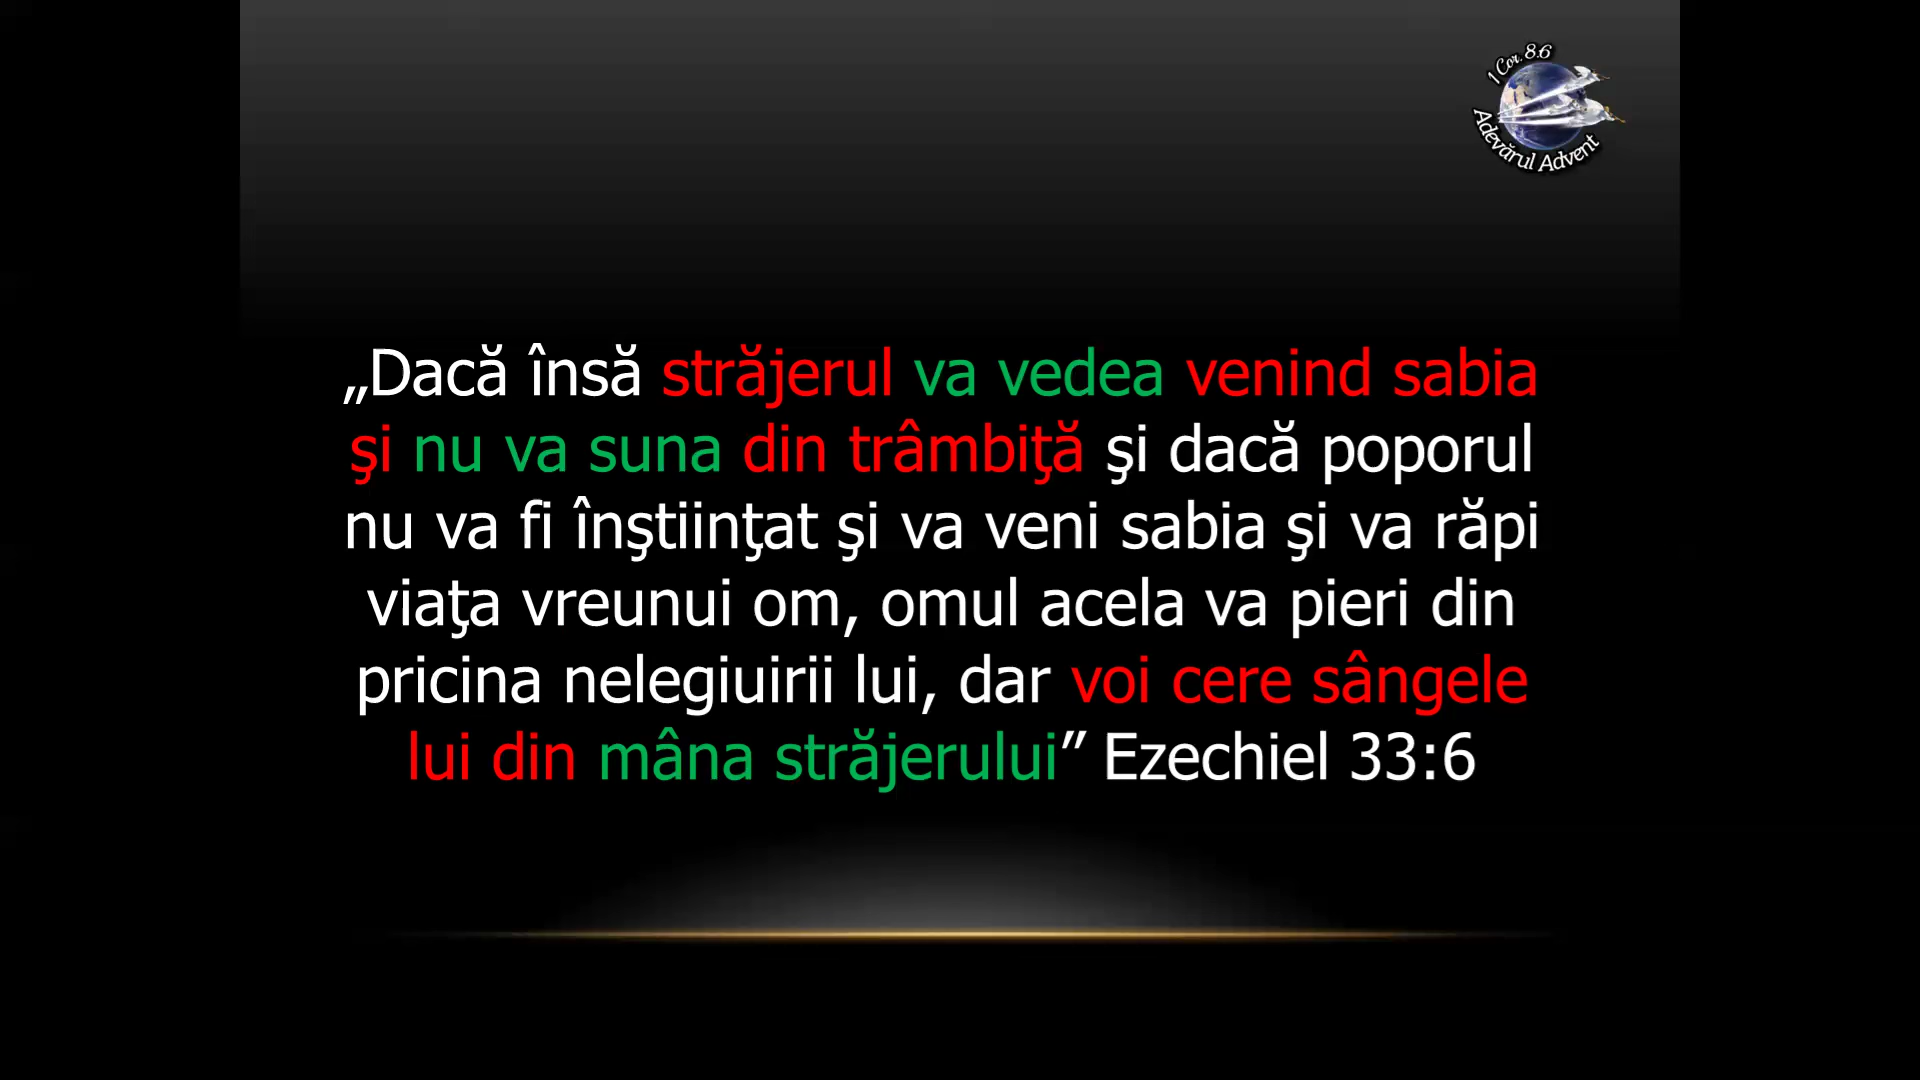 1 Cor. 8:6
Adevărul Advent
„Dacă însă străjerul va vedea venind sabia
şi nu va suna din trâmbiţă şi dacă poporul
nu va fi înştiinţat şi va veni sabia şi va răpi
viaţa vreunui om, omul acela va pieri din
pricina nelegiuirii lui, dar voi cere sângele
lui din mâna străjerului” Ezechiel 33:6